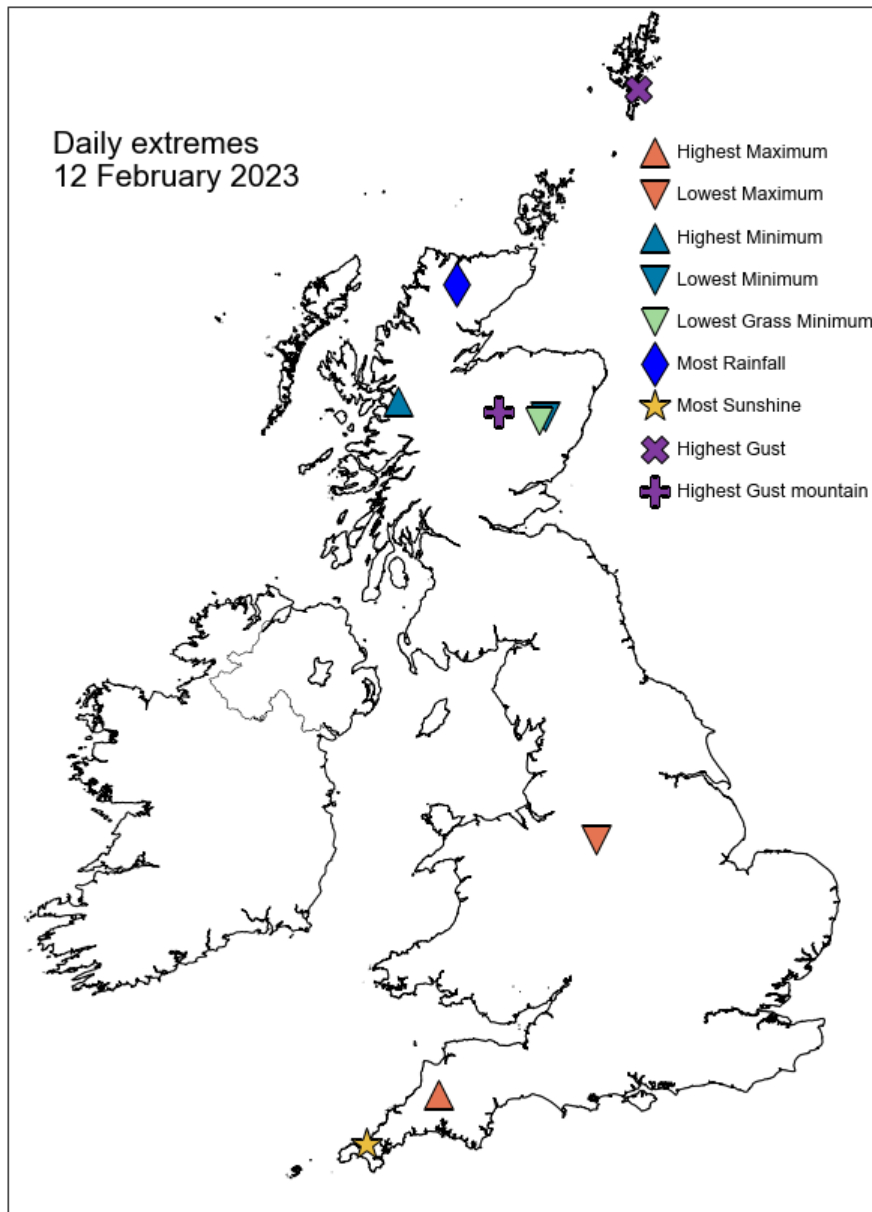 Daily extremes
12 February 2023
Highest Maximum
Lowest Maximum
Highest Minimum
Lowest Minimum
Lowest Grass Minimum
Most Rainfall
Most Sunshine
Highest Gust
Highest Gust mountain